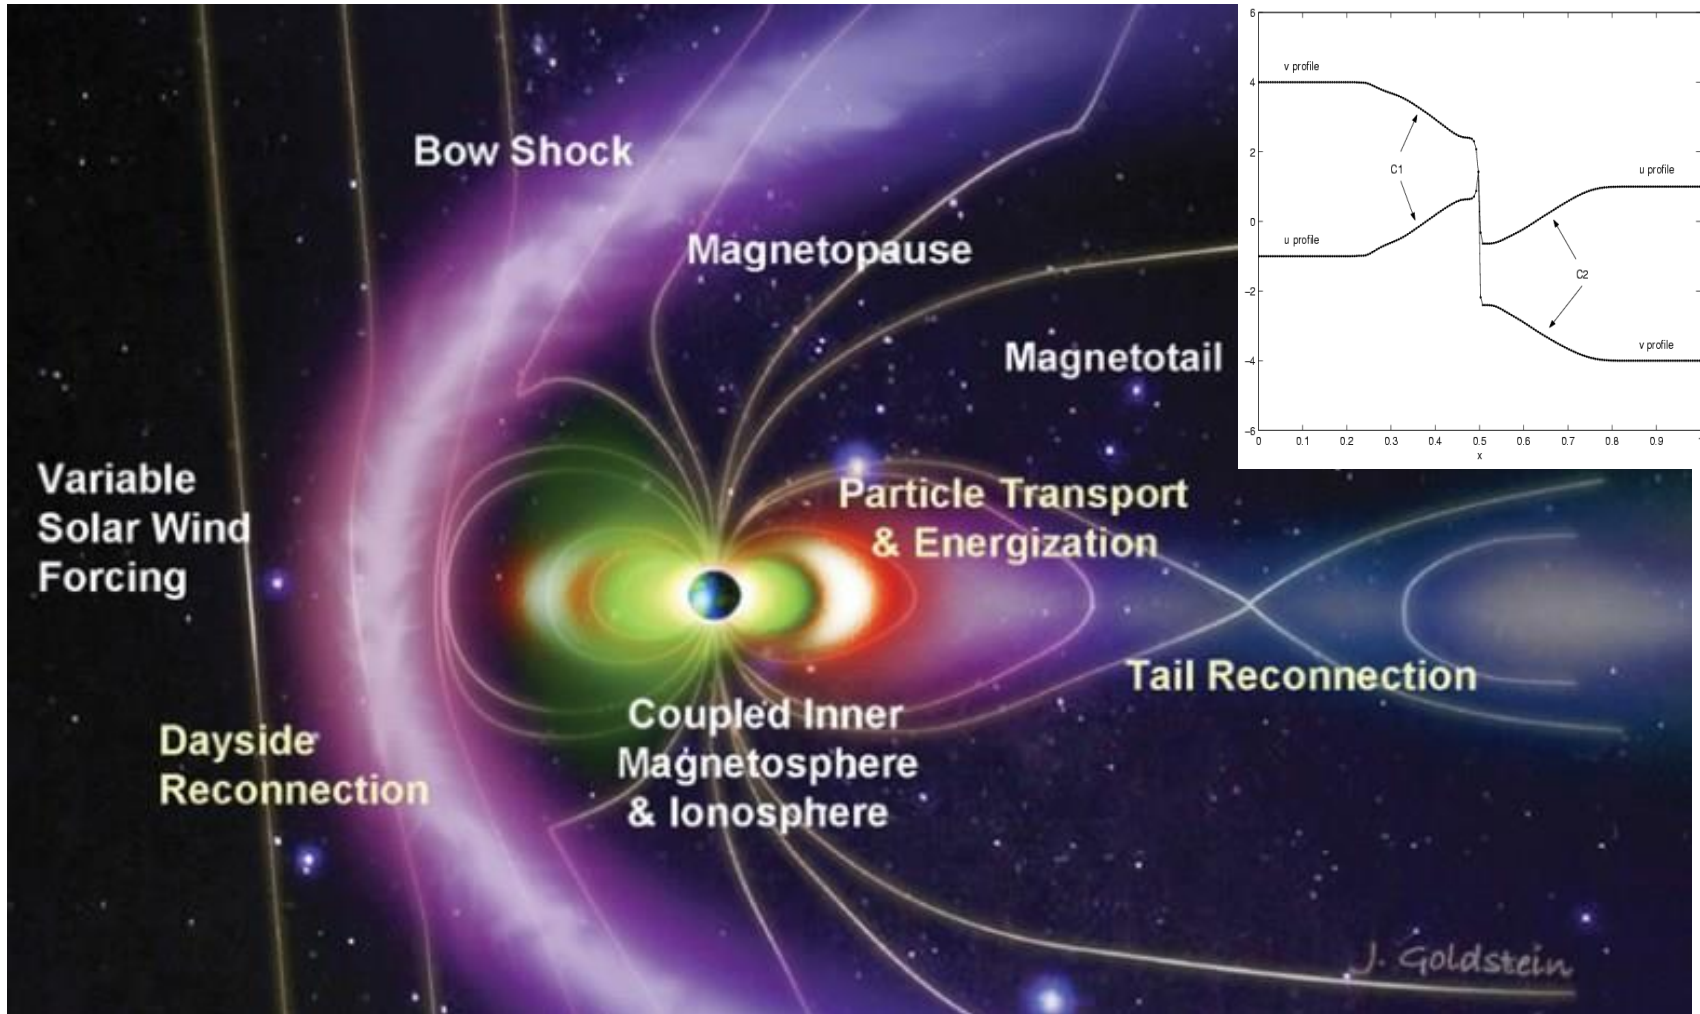 Bow Shock
Magnetopause
Magnetotail
Variable
Solar Wind
Forcing
Particle Transport
& Energization
Tail Reconnection
Dayside
Reconnection
Coupled Inner
Magnetosphere
& Ionosphere
J. Goldstein
6
v profile
4
2
C1
u profile
0
u profile
C2
-2
v profile
-4
-6
0 0.1 0.2 0.3 0.4 0.5 0.6 0.7 0.8 0.9
x